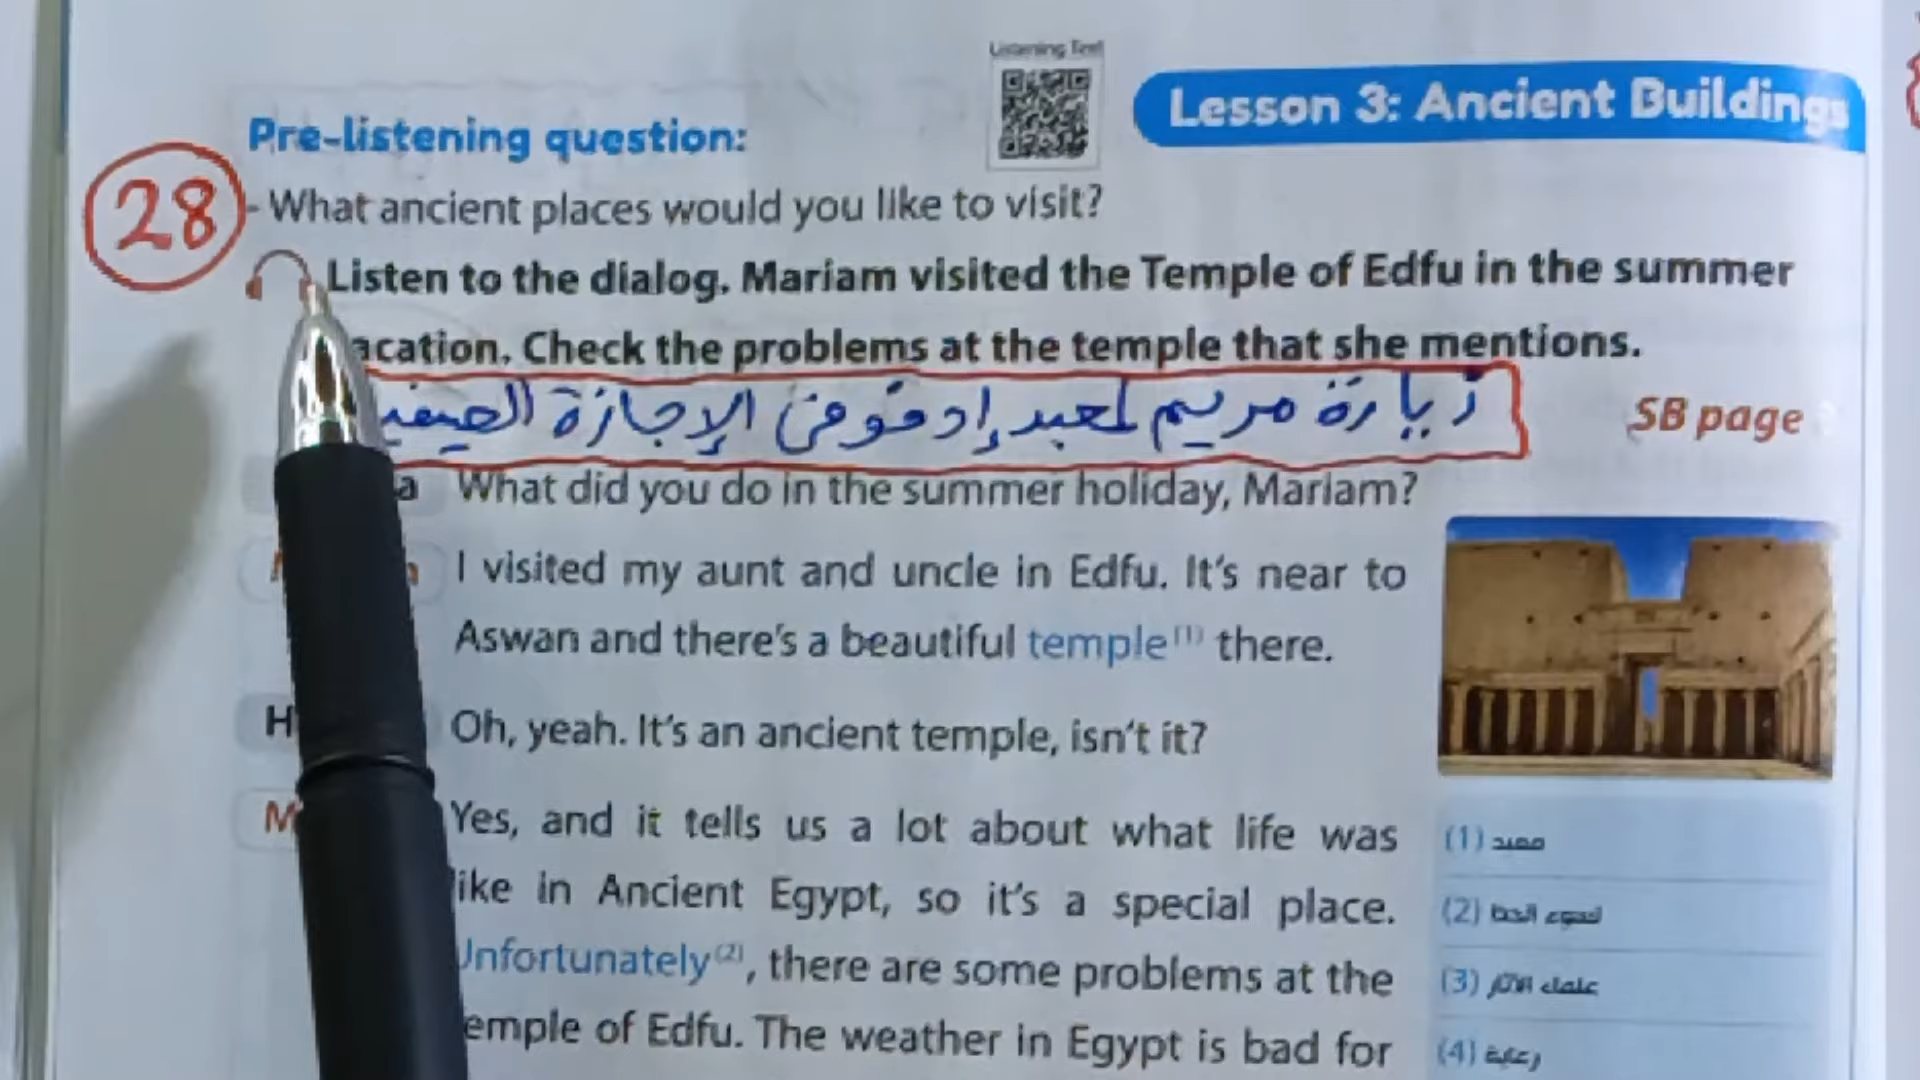 Listening Text
Lesson 3: Ancient Buildings
Pre-listening question:
28
- What ancient places would you like to visit?
Listen to the dialog. Mariam visited the Temple of Edfu in the summer
acation. Check the problems at the temple that she mentions.
زيارة مريم لمعبد إدفو في الإجازة الصيفي
SB page
a What did you do in the summer holiday, Mariam?
I visited my aunt and uncle in Edfu. It's near to
Aswan and there's a beautiful temple(1) there.
H Oh, yeah. It's an ancient temple, isn't it?
M Yes, and it tells us a lot about what life was
like in Ancient Egypt, so it's a special place.
Unfortunately(2), there are some problems at the
emple of Edfu. The weather in Egypt is bad for
(1) معبد
(2) لسوء الحظ
(3) علماء الآثار
(4) رعاية